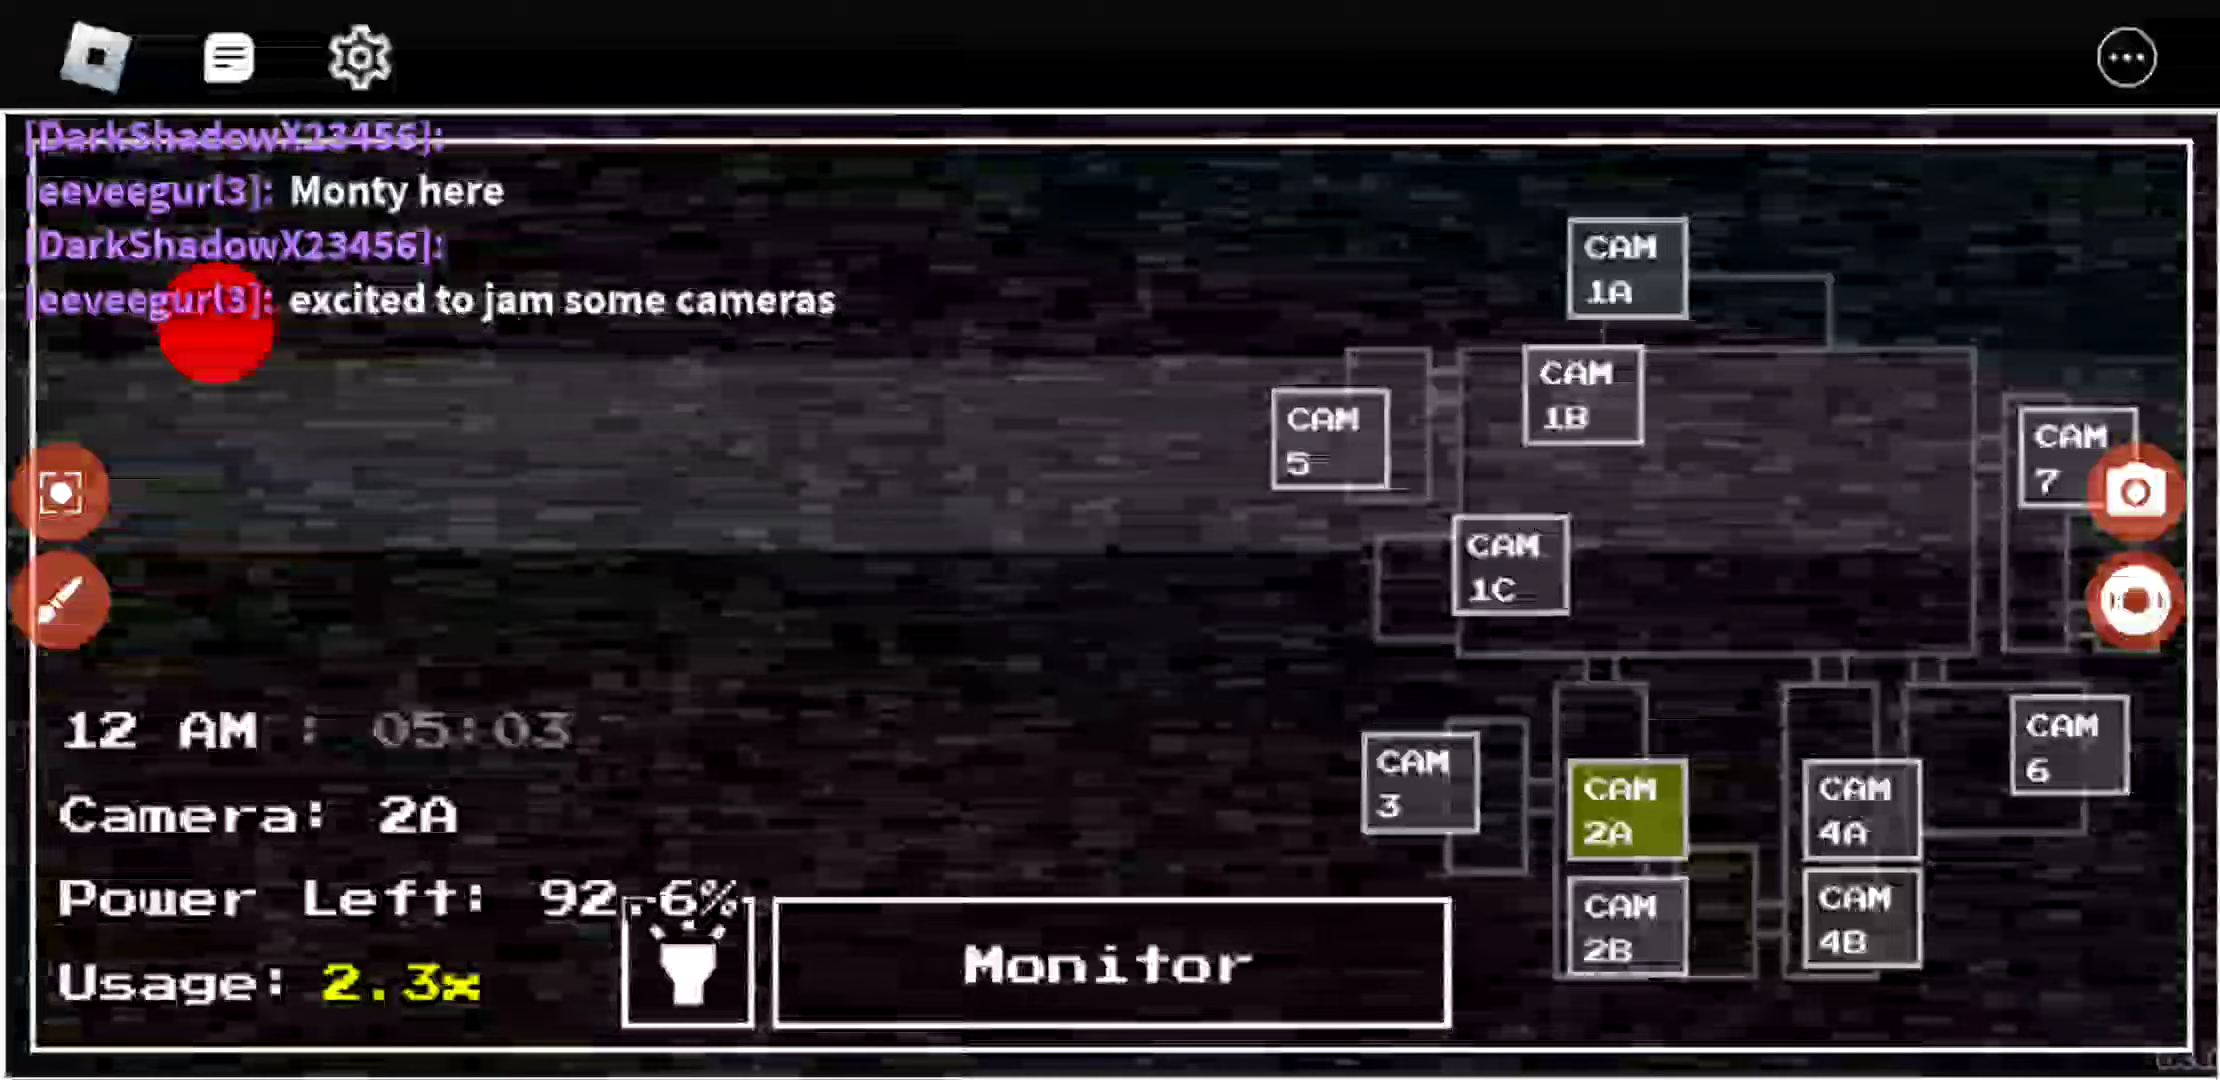 [DarkShadowX23456]:
[eeveegurl3]: Monty here
[DarkShadowX23456]:
[eeveegurl3]: excited to jam some cameras
CAM
1A
CAM
1B
CAM
5
CAM
7
CAM
1C
12 AM : 05:03
CAM
6
CAM
3
CAM
2A
CAM
4A
Camera: 2A
Power Left: 92.6%
CAM
2B
CAM
4B
Monitor
Usage: 2.3x